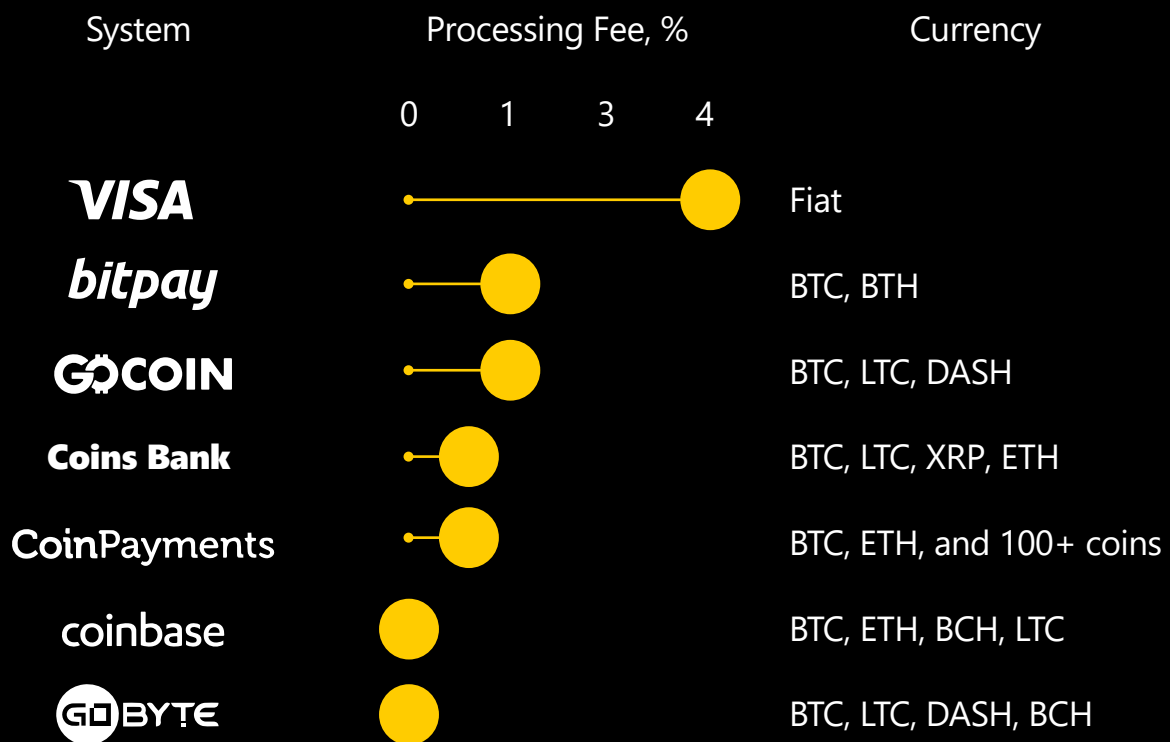 System Processing Fee, % Currency
0 1 3 4
VISA Fiat
bitpay BTC, BTH
GOCOIN BTC, LTC, DASH
Coins Bank BTC, LTC, XRP, ETH
CoinPayments BTC, ETH, and 100+ coins
coinbase BTC, ETH, BCH, LTC
GOBYTE BTC, LTC, DASH, BCH